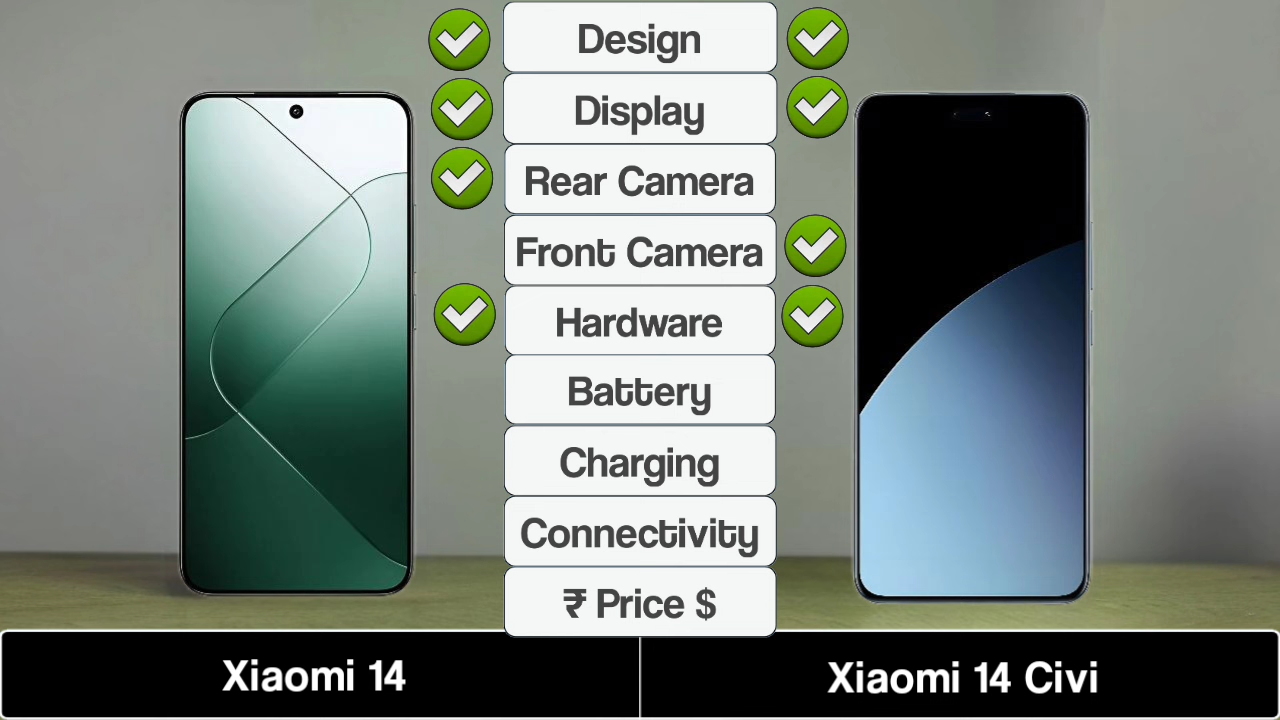 Design
Display
Rear Camera
Front Camera
Hardware
Battery
Charging
Connectivity
₹ Price $
Xiaomi 14
Xiaomi 14 Civi